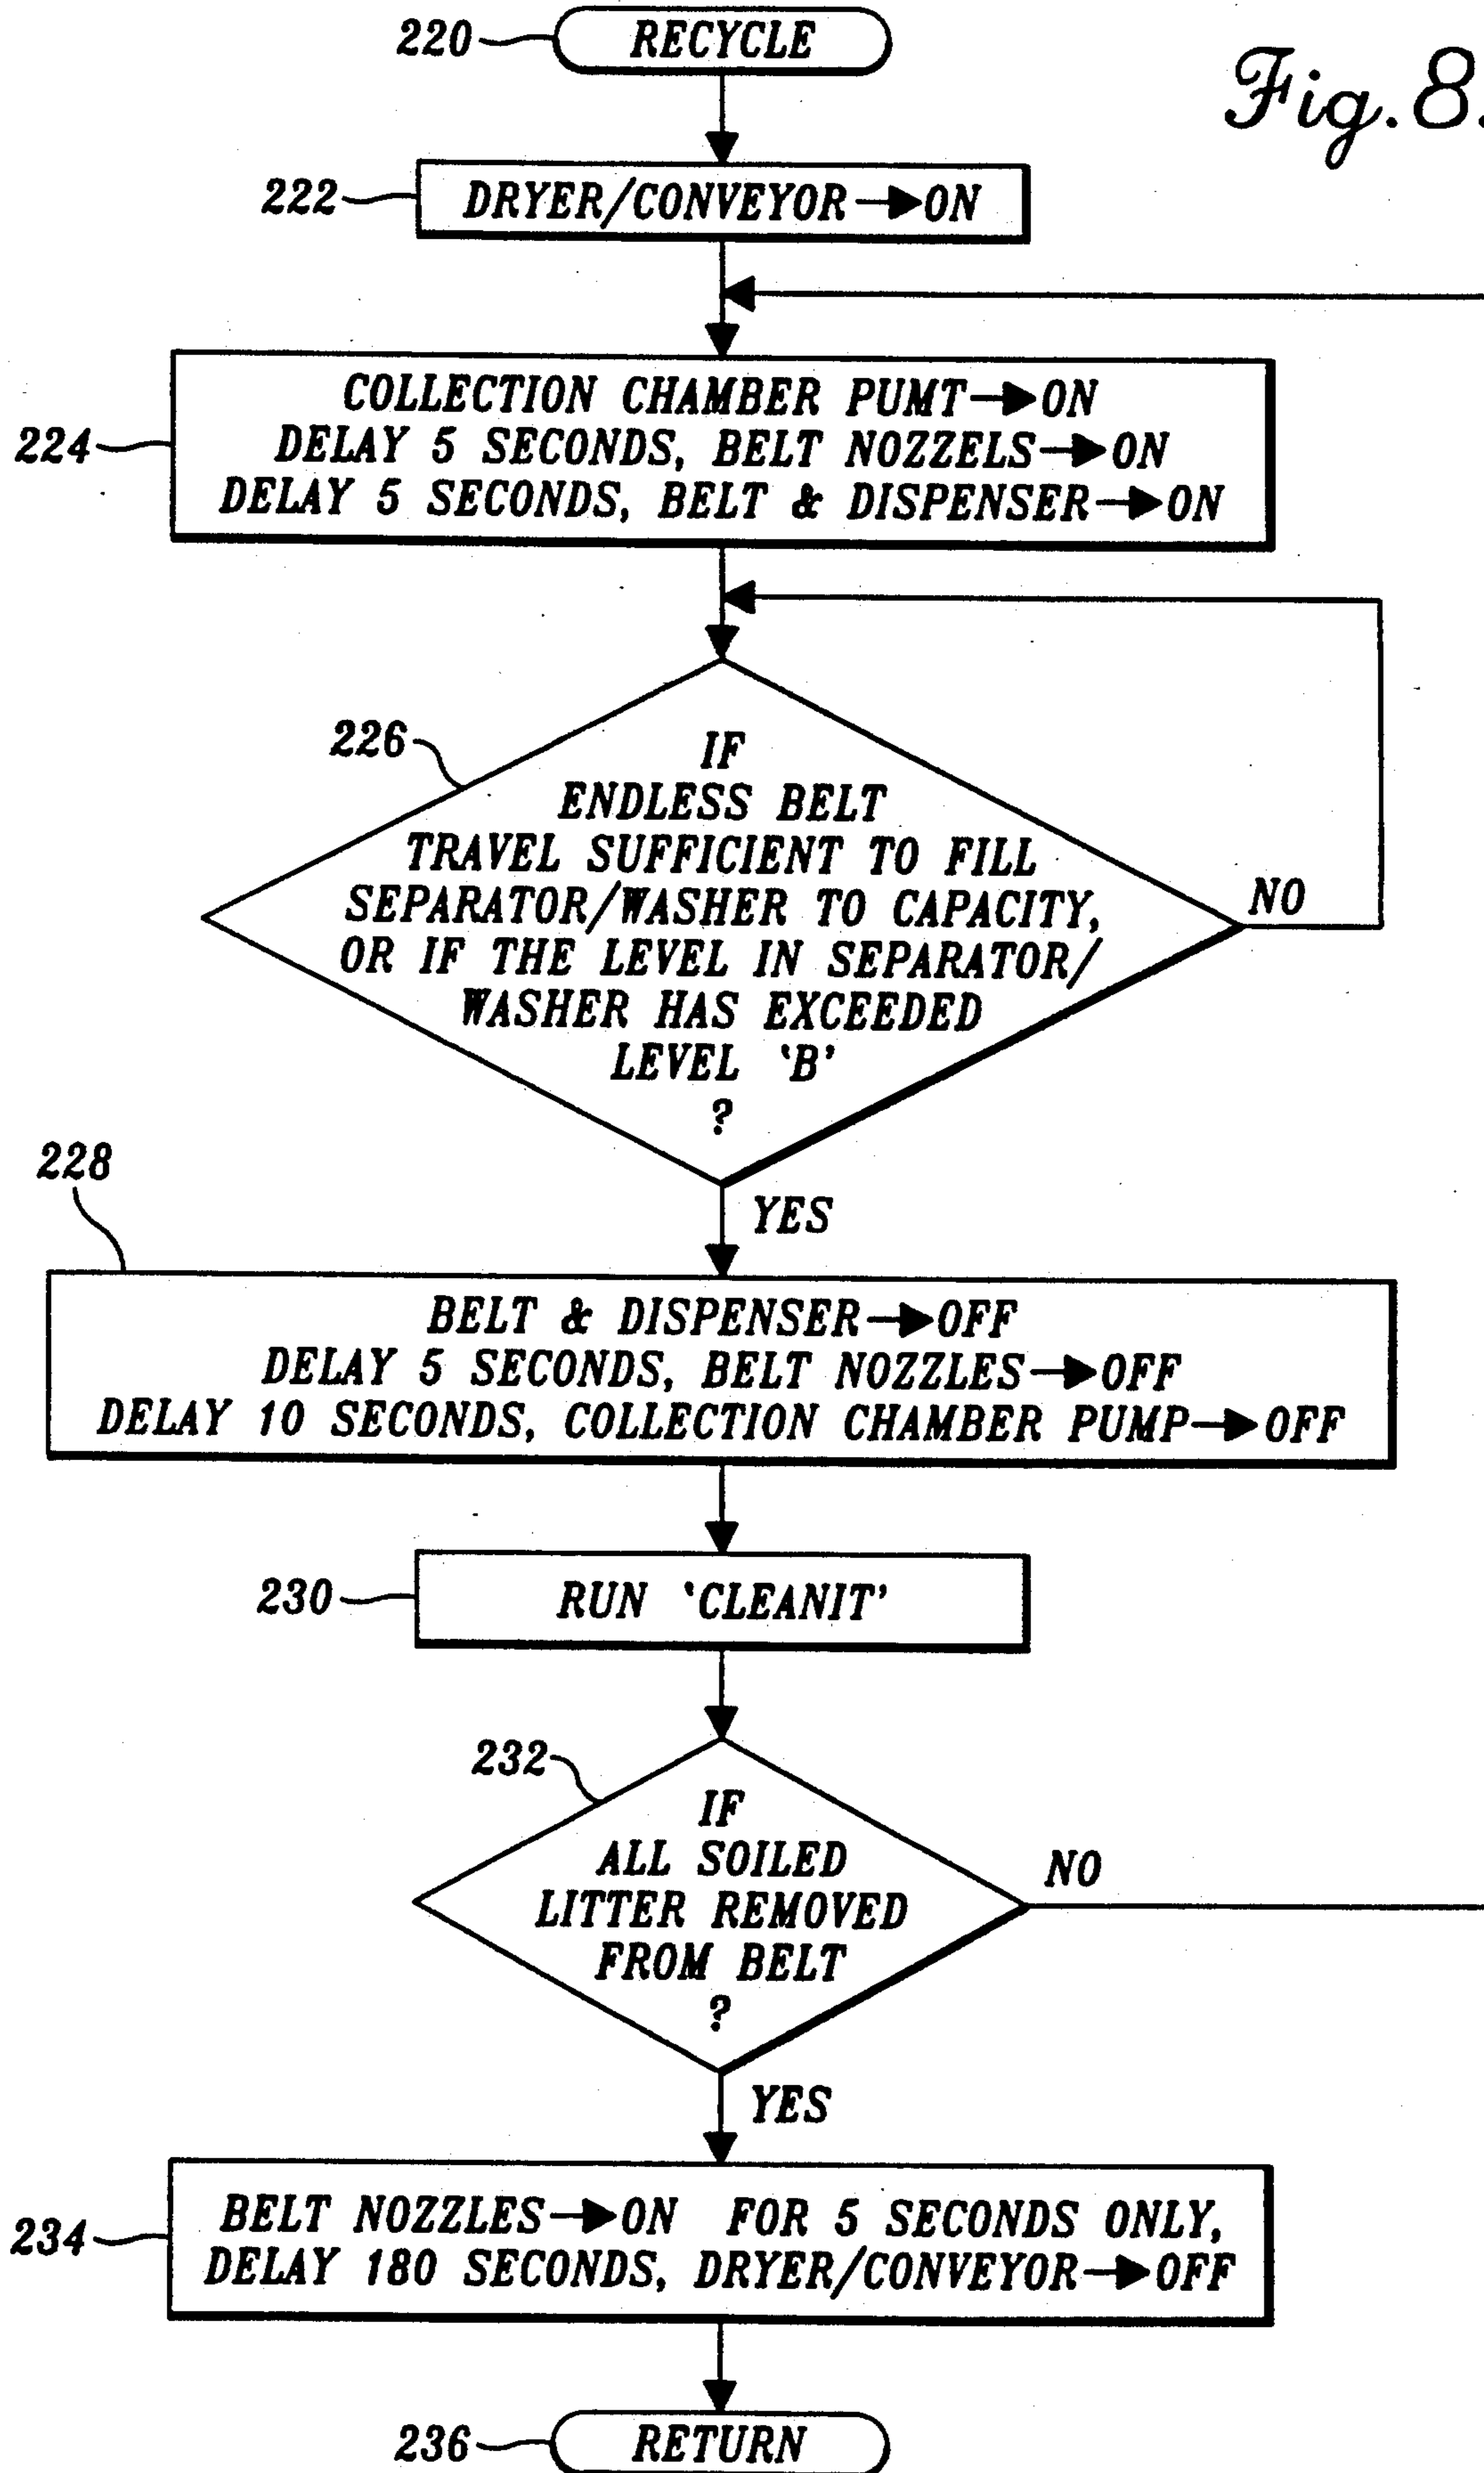 220
RECYCLE
Fig. 8.
222
DRYER/CONVEYOR→ON
224
COLLECTION CHAMBER PUMT→ON
DELAY 5 SECONDS, BELT NOZZELS→ON
DELAY 5 SECONDS, BELT & DISPENSER→ON
226
IF
ENDLESS BELT
TRAVEL SUFFICIENT TO FILL
SEPARATOR/WASHER TO CAPACITY,
OR IF THE LEVEL IN SEPARATOR/
WASHER HAS EXCEEDED
LEVEL 'B'
?
NO
YES
228
BELT & DISPENSER→OFF
DELAY 5 SECONDS, BELT NOZZLES→OFF
DELAY 10 SECONDS, COLLECTION CHAMBER PUMP→OFF
230
RUN 'CLEANIT'
232
IF
ALL SOILED
LITTER REMOVED
FROM BELT
?
NO
YES
234
BELT NOZZLES→ON FOR 5 SECONDS ONLY,
DELAY 180 SECONDS, DRYER/CONVEYOR→OFF
236
RETURN